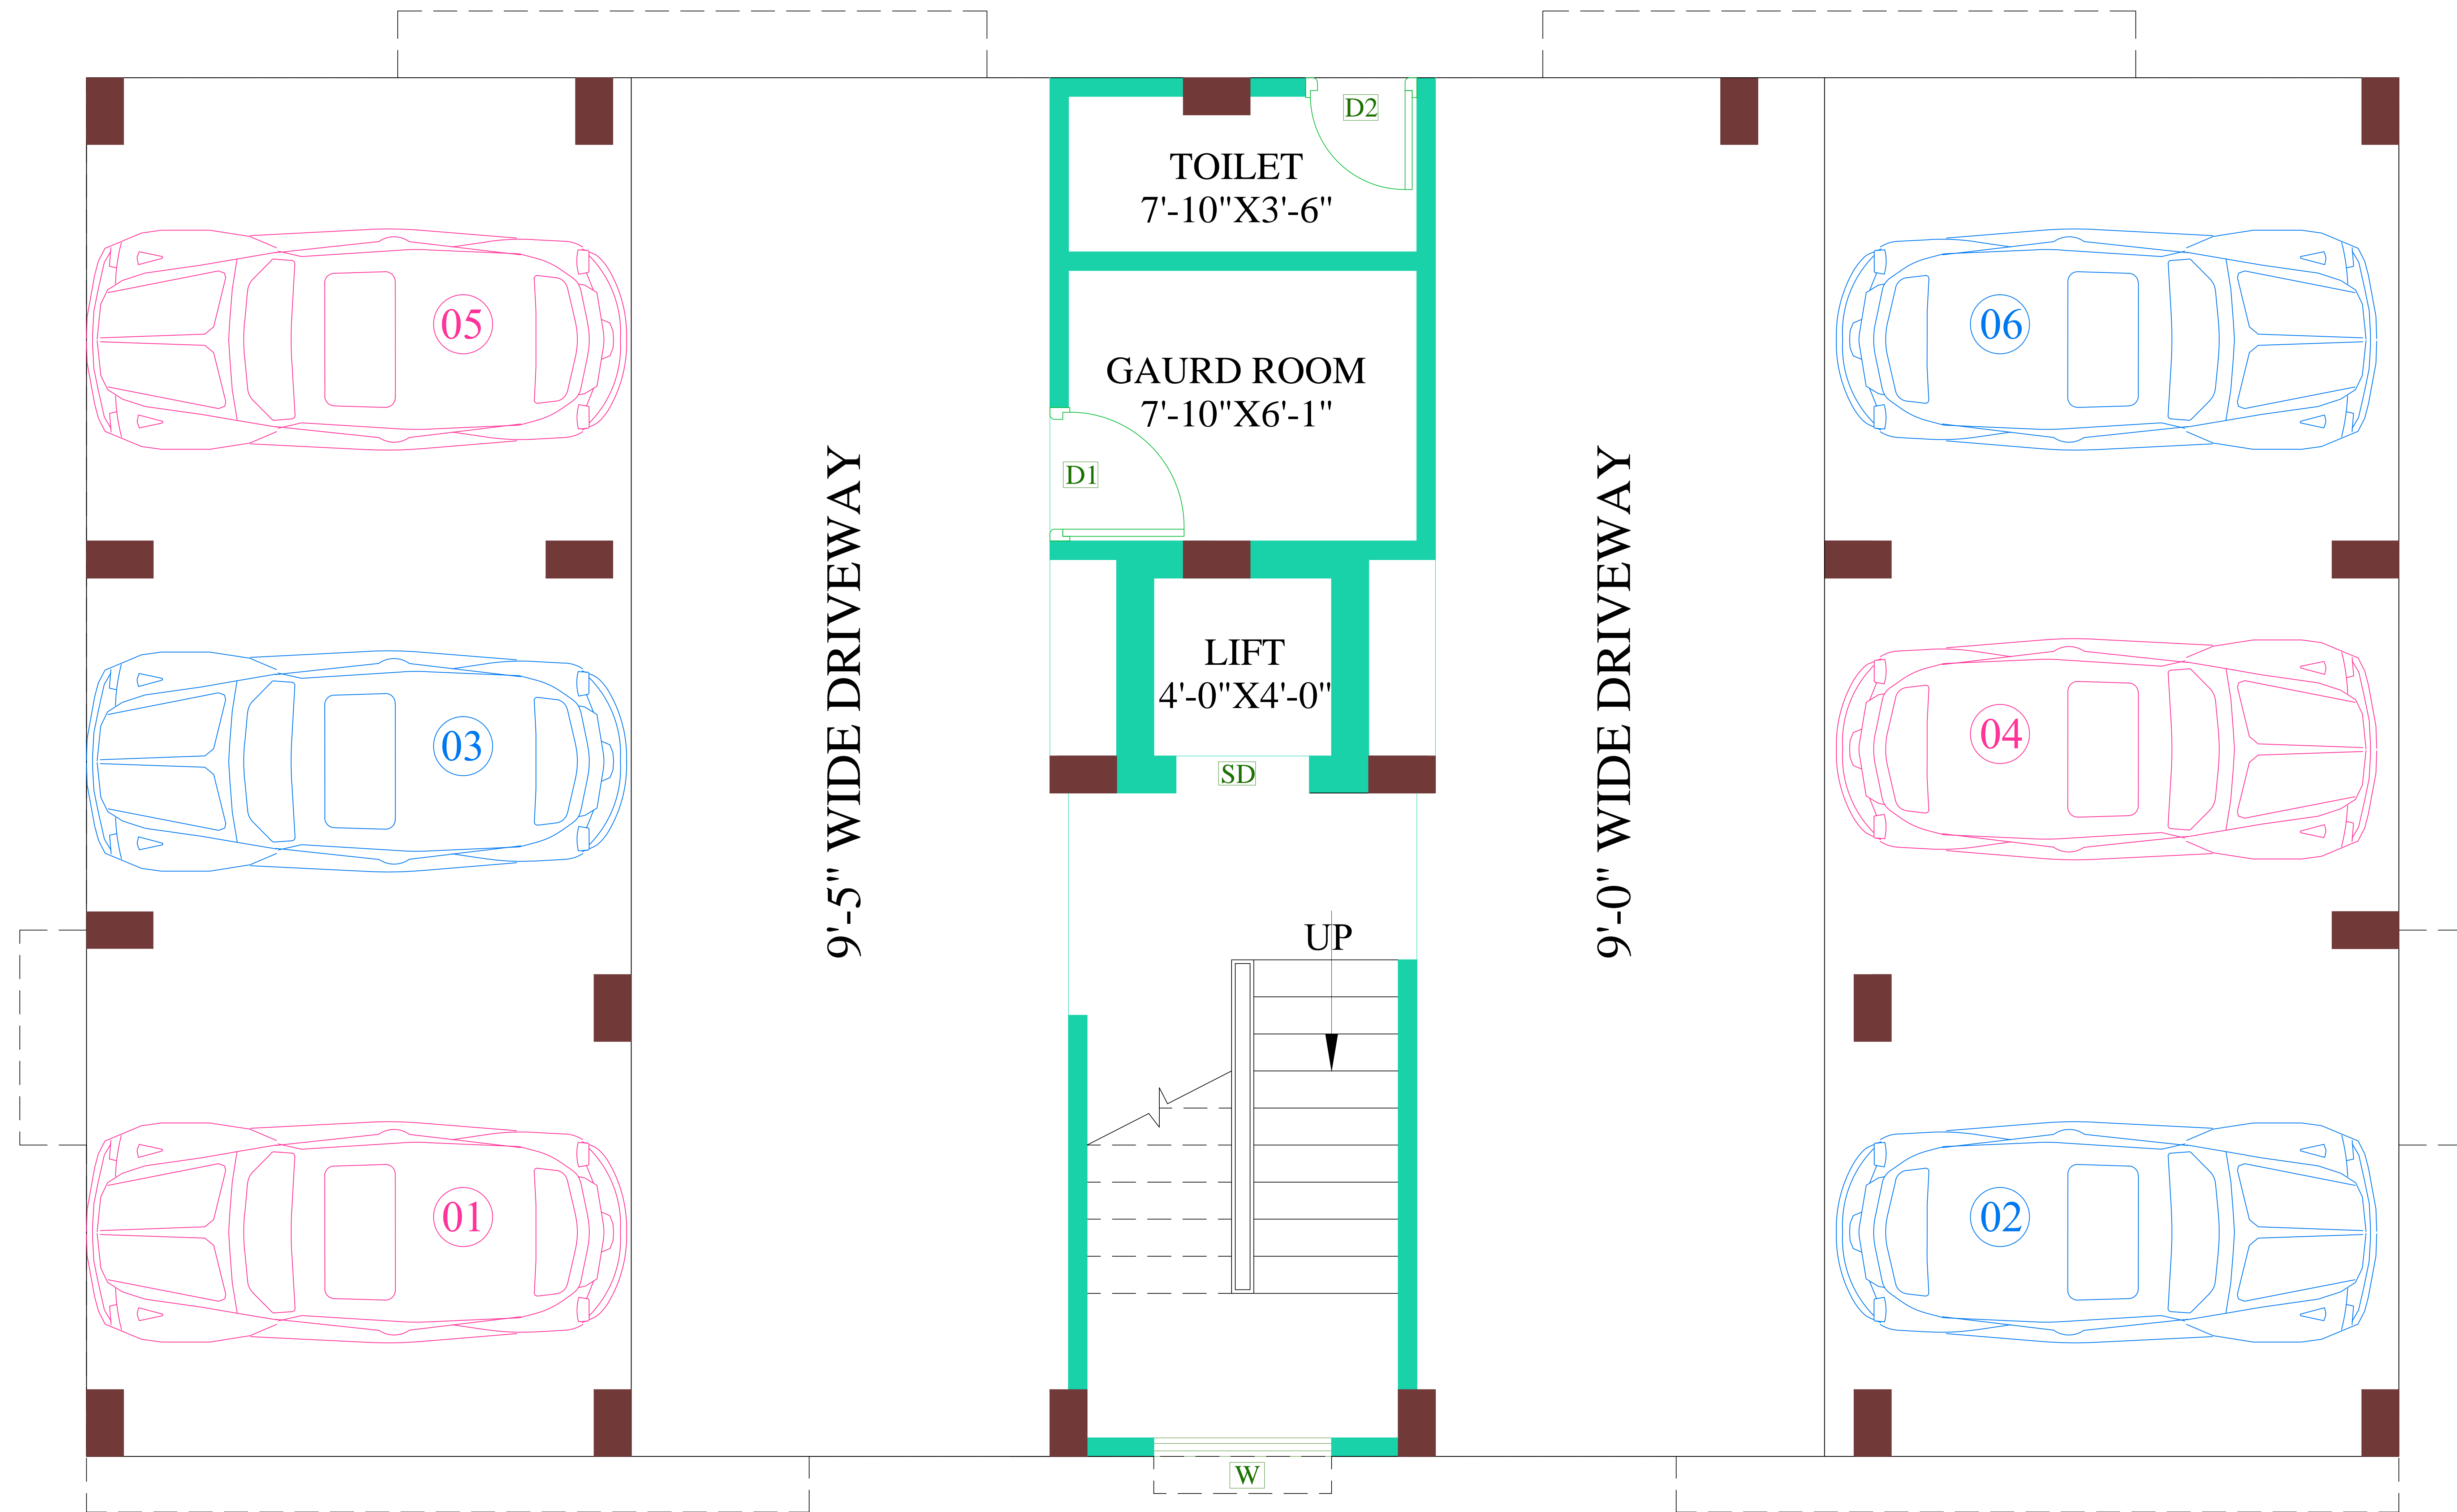 D2
TOILET
7'-10"X3'-6"
05
06
GAURD ROOM
7'-10"X6'-1"
D1
9'-5" WIDE DRIVEWAY
9'-0" WIDE DRIVEWAY
LIFT
4'-0"X4'-0"
03
04
SD
UP
01
02
W